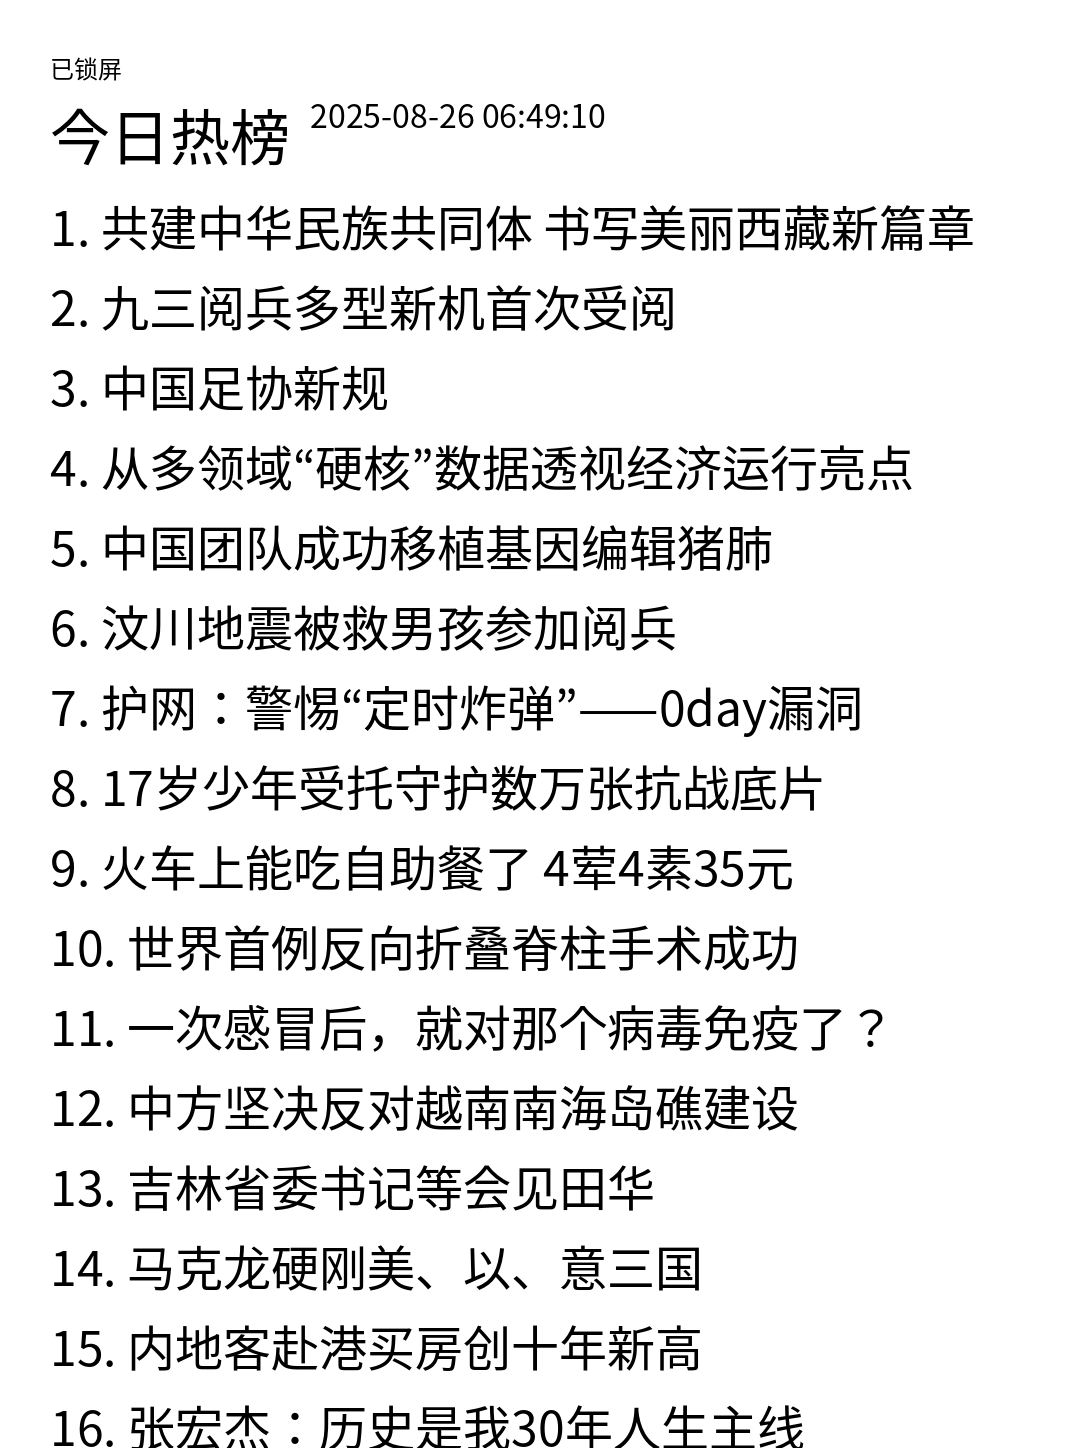 已锁屏
今日热榜 2025-08-26 06:49:10
1. 共建中华民族共同体 书写美丽西藏新篇章
2. 九三阅兵多型新机首次受阅
3. 中国足协新规
4. 从多领域“硬核”数据透视经济运行亮点
5. 中国团队成功移植基因编辑猪肺
6. 汶川地震被救男孩参加阅兵
7. 护网：警惕“定时炸弹”——0day漏洞
8. 17岁少年受托守护数万张抗战底片
9. 火车上能吃自助餐了 4荤4素35元
10. 世界首例反向折叠脊柱手术成功
11. 一次感冒后，就对那个病毒免疫了？
12. 中方坚决反对越南南海岛礁建设
13. 吉林省委书记等会见田华
14. 马克龙硬刚美、以、意三国
15. 内地客赴港买房创十年新高
16. 张宏杰：历史是我30年人生主线